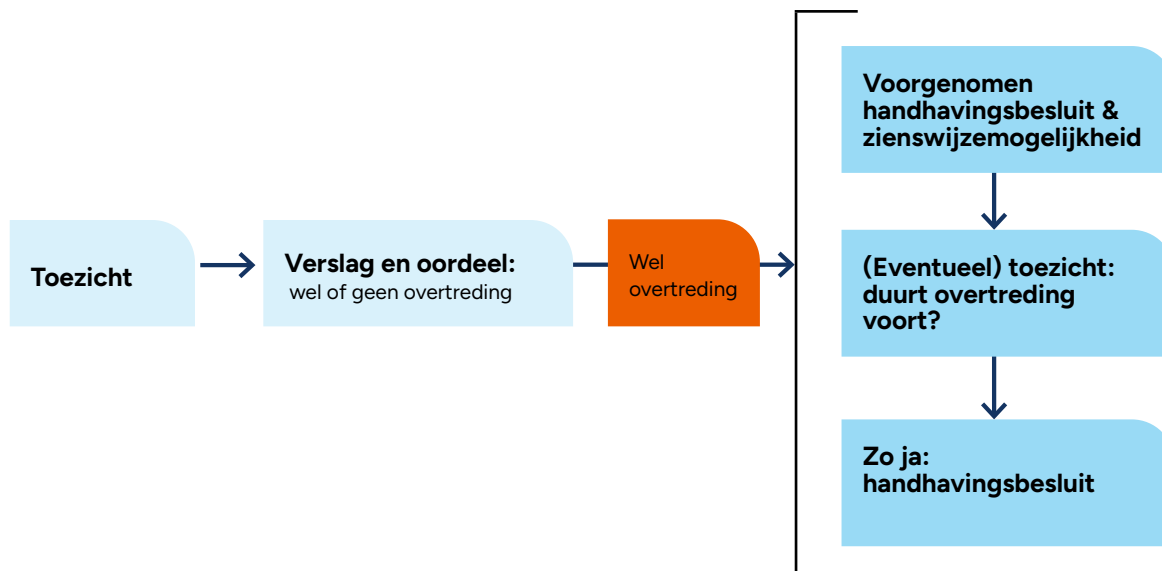 Toezicht
Verslag en oordeel:
wel of geen overtreding
Wel
overtreding
Voorgenomen
handhavingsbesluit &
zienswijzemogelijkheid
(Eventueel) toezicht:
duurt overtreding
voort?
Zo ja:
handhavingsbesluit